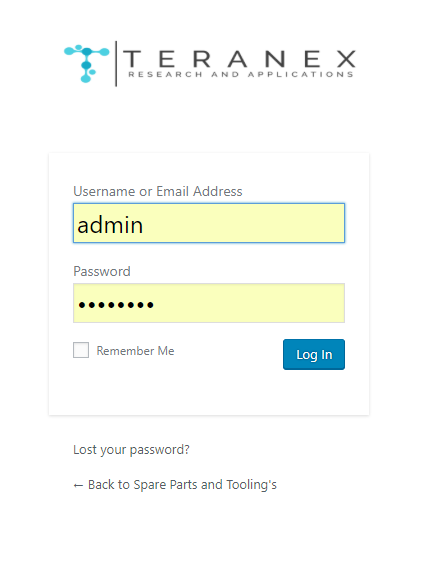 TERANEX
RESEARCH AND APPLICATIONS
Username or Email Address
admin
Password
••••••••
Remember Me
Log In
Lost your password?
← Back to Spare Parts and Tooling's